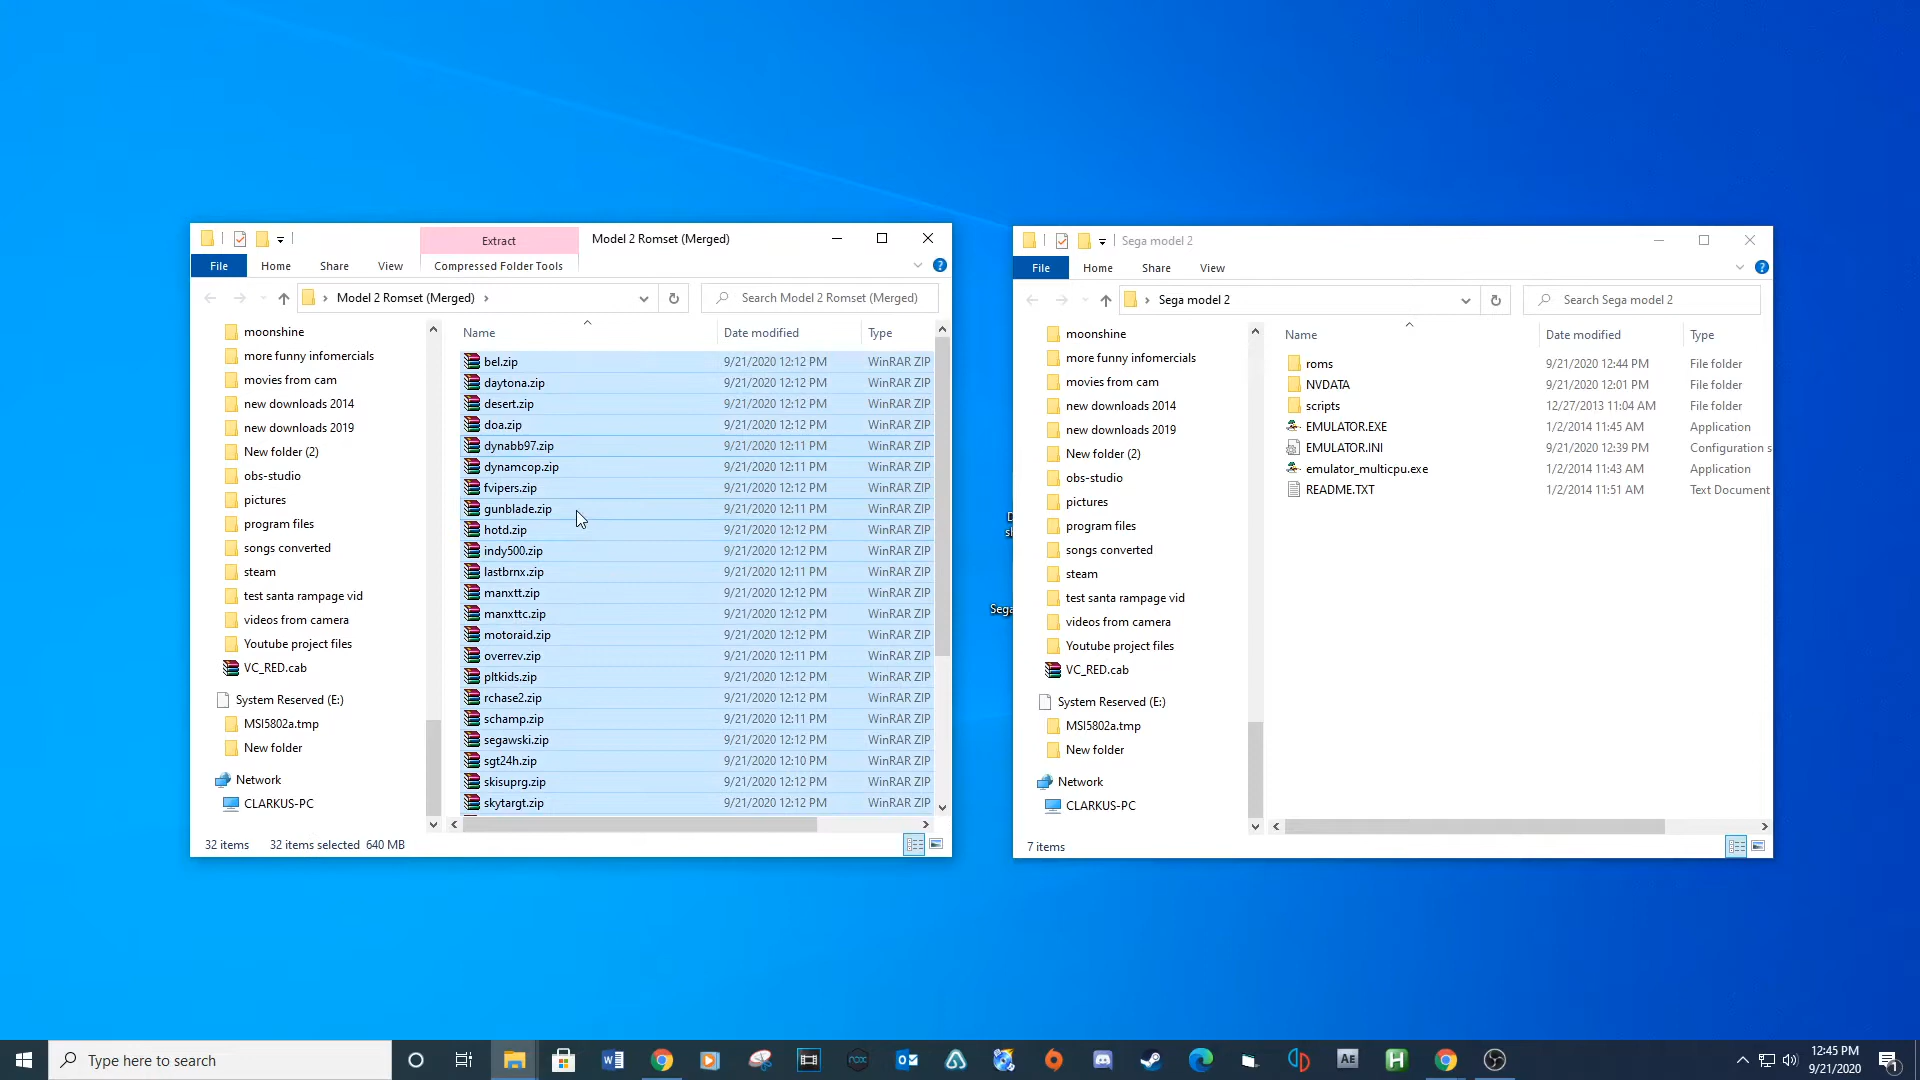 Extract
Model 2 Romset (Merged)
File
Home
Share
View
Compressed Folder Tools
Model 2 Romset (Merged)
Search Model 2 Romset (Merged)
moonshine
more funny infomercials
movies from cam
new downloads 2014
new downloads 2019
New folder (2)
obs-studio
pictures
program files
songs converted
steam
test santa rampage vid
videos from camera
Youtube project files
VC_RED.cab
System Reserved (E:)
MSI5802a.tmp
New folder
Network
CLARKUS-PC
Name Date modified Type
bel.zip 9/21/2020 12:12 PM WinRAR ZIP
daytona.zip 9/21/2020 12:12 PM WinRAR ZIP
desert.zip 9/21/2020 12:12 PM WinRAR ZIP
doa.zip 9/21/2020 12:12 PM WinRAR ZIP
dynabb97.zip 9/21/2020 12:11 PM WinRAR ZIP
dynamcop.zip 9/21/2020 12:11 PM WinRAR ZIP
fvipers.zip 9/21/2020 12:12 PM WinRAR ZIP
gunblade.zip 9/21/2020 12:11 PM WinRAR ZIP
hotd.zip 9/21/2020 12:12 PM WinRAR ZIP
indy500.zip 9/21/2020 12:12 PM WinRAR ZIP
lastbrnx.zip 9/21/2020 12:11 PM WinRAR ZIP
manxtt.zip 9/21/2020 12:12 PM WinRAR ZIP
manxttc.zip 9/21/2020 12:12 PM WinRAR ZIP
motoraid.zip 9/21/2020 12:12 PM WinRAR ZIP
overrev.zip 9/21/2020 12:11 PM WinRAR ZIP
pltkids.zip 9/21/2020 12:12 PM WinRAR ZIP
rchase2.zip 9/21/2020 12:12 PM WinRAR ZIP
schamp.zip 9/21/2020 12:11 PM WinRAR ZIP
segawski.zip 9/21/2020 12:12 PM WinRAR ZIP
sgt24h.zip 9/21/2020 12:10 PM WinRAR ZIP
skisuprg.zip 9/21/2020 12:12 PM WinRAR ZIP
skytargt.zip 9/21/2020 12:12 PM WinRAR ZIP
32 items 32 items selected 640 MB
Sega
Sega model 2
File
Home
Share
View
Sega model 2
Search Sega model 2
moonshine
more funny infomercials
movies from cam
new downloads 2014
new downloads 2019
New folder (2)
obs-studio
pictures
program files
songs converted
steam
test santa rampage vid
videos from camera
Youtube project files
VC_RED.cab
System Reserved (E:)
MSI5802a.tmp
New folder
Network
CLARKUS-PC
Name Date modified Type
roms 9/21/2020 12:44 PM File folder
NVDATA 9/21/2020 12:01 PM File folder
scripts 12/27/2013 11:04 AM File folder
EMULATOR.EXE 1/2/2014 11:45 AM Application
EMULATOR.INI 9/21/2020 12:39 PM Configuration s
emulator_multicpu.exe 1/2/2014 11:43 AM Application
README.TXT 1/2/2014 11:51 AM Text Document
7 items
Type here to search
12:45 PM
9/21/2020